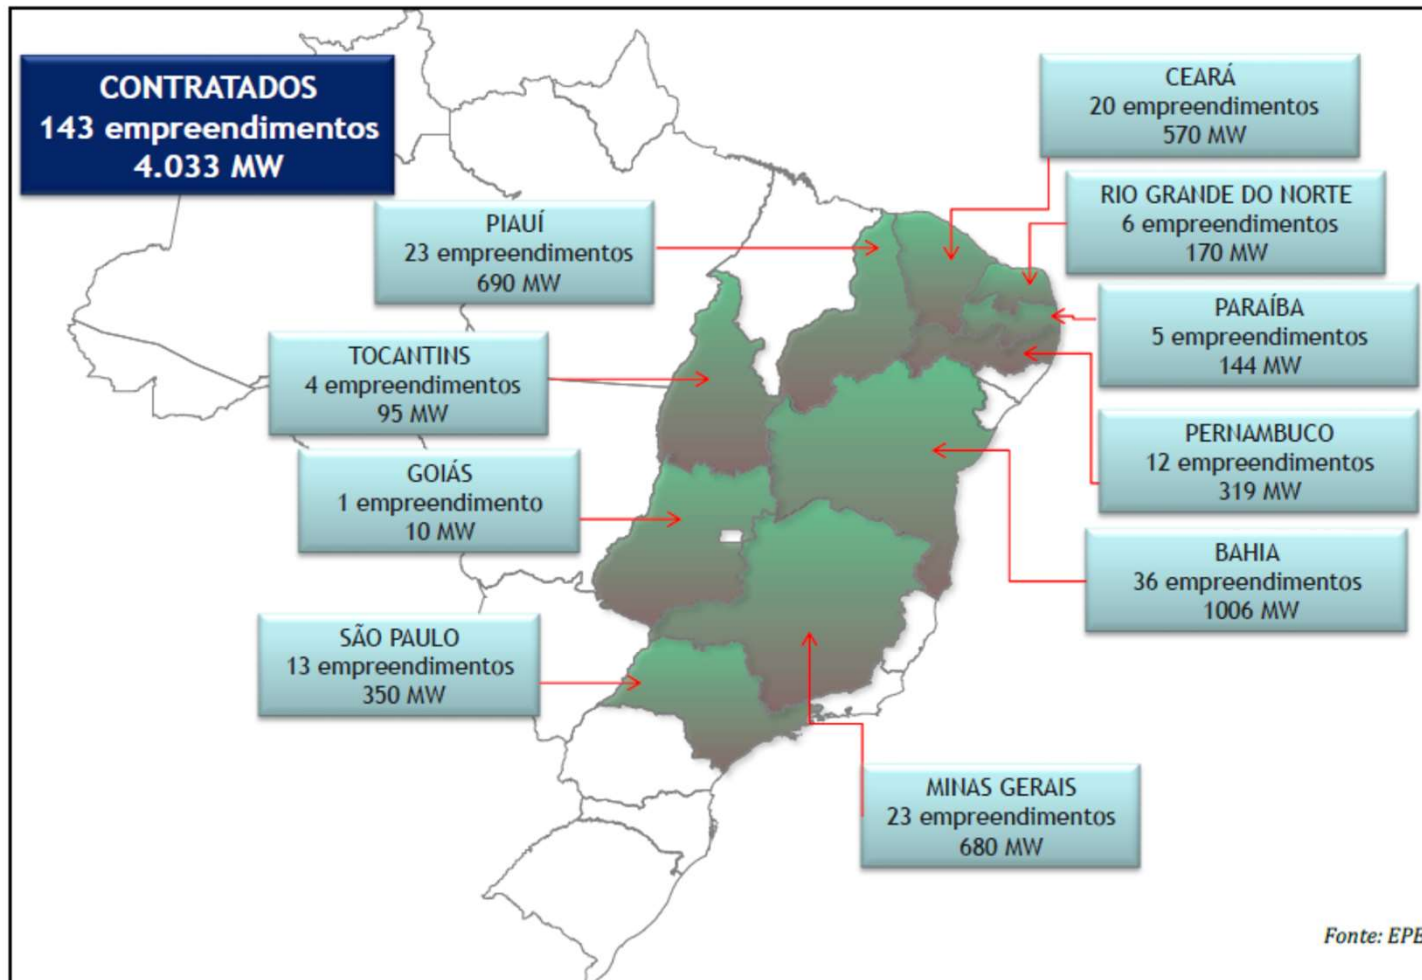 CONTRATADOS
143 empreendimentos
4.033 MW
CEARÁ
20 empreendimentos
570 MW
RIO GRANDE DO NORTE
6 empreendimentos
170 MW
PIAUÍ
23 empreendimentos
690 MW
PARAÍBA
5 empreendimentos
144 MW
TOCANTINS
4 empreendimentos
95 MW
PERNAMBUCO
12 empreendimentos
319 MW
GOIÁS
1 empreendimento
10 MW
BAHIA
36 empreendimentos
1006 MW
SÃO PAULO
13 empreendimentos
350 MW
MINAS GERAIS
23 empreendimentos
680 MW
Fonte: EPE